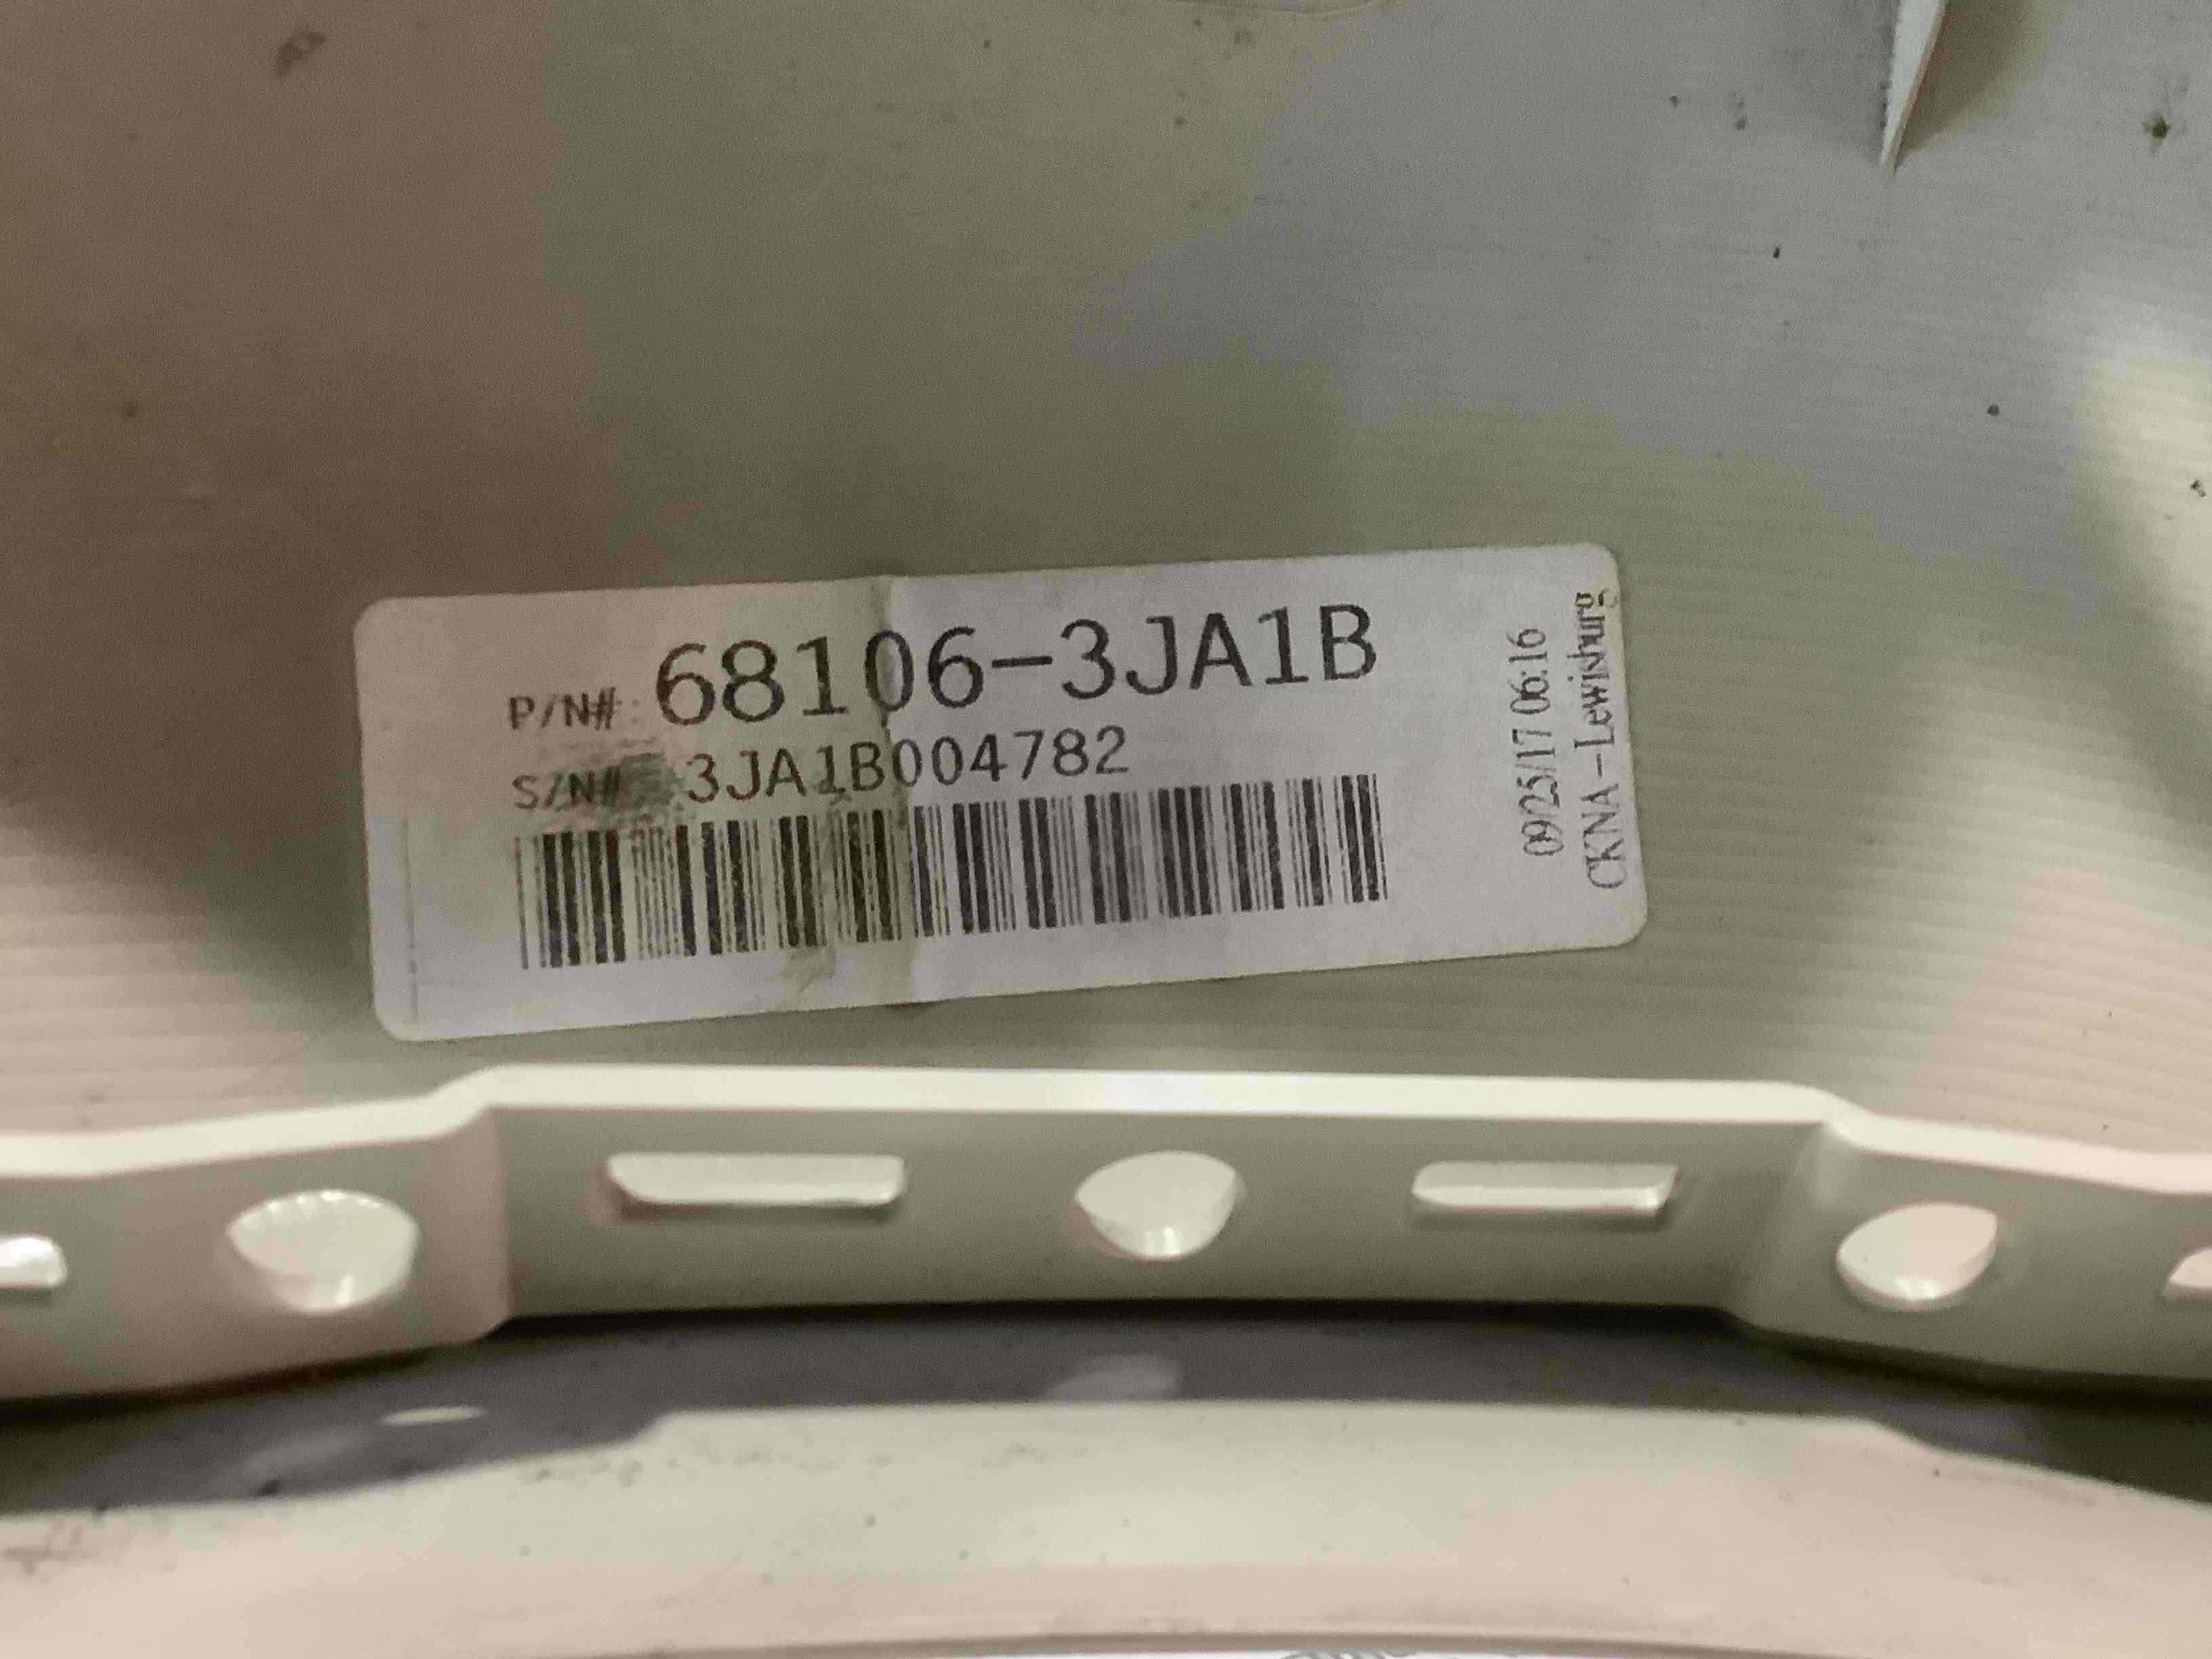 P/N#: 68106-3JA1B
S/N# 3JA1B004782
09/25/17 06:16
CKNA-Lewisburg